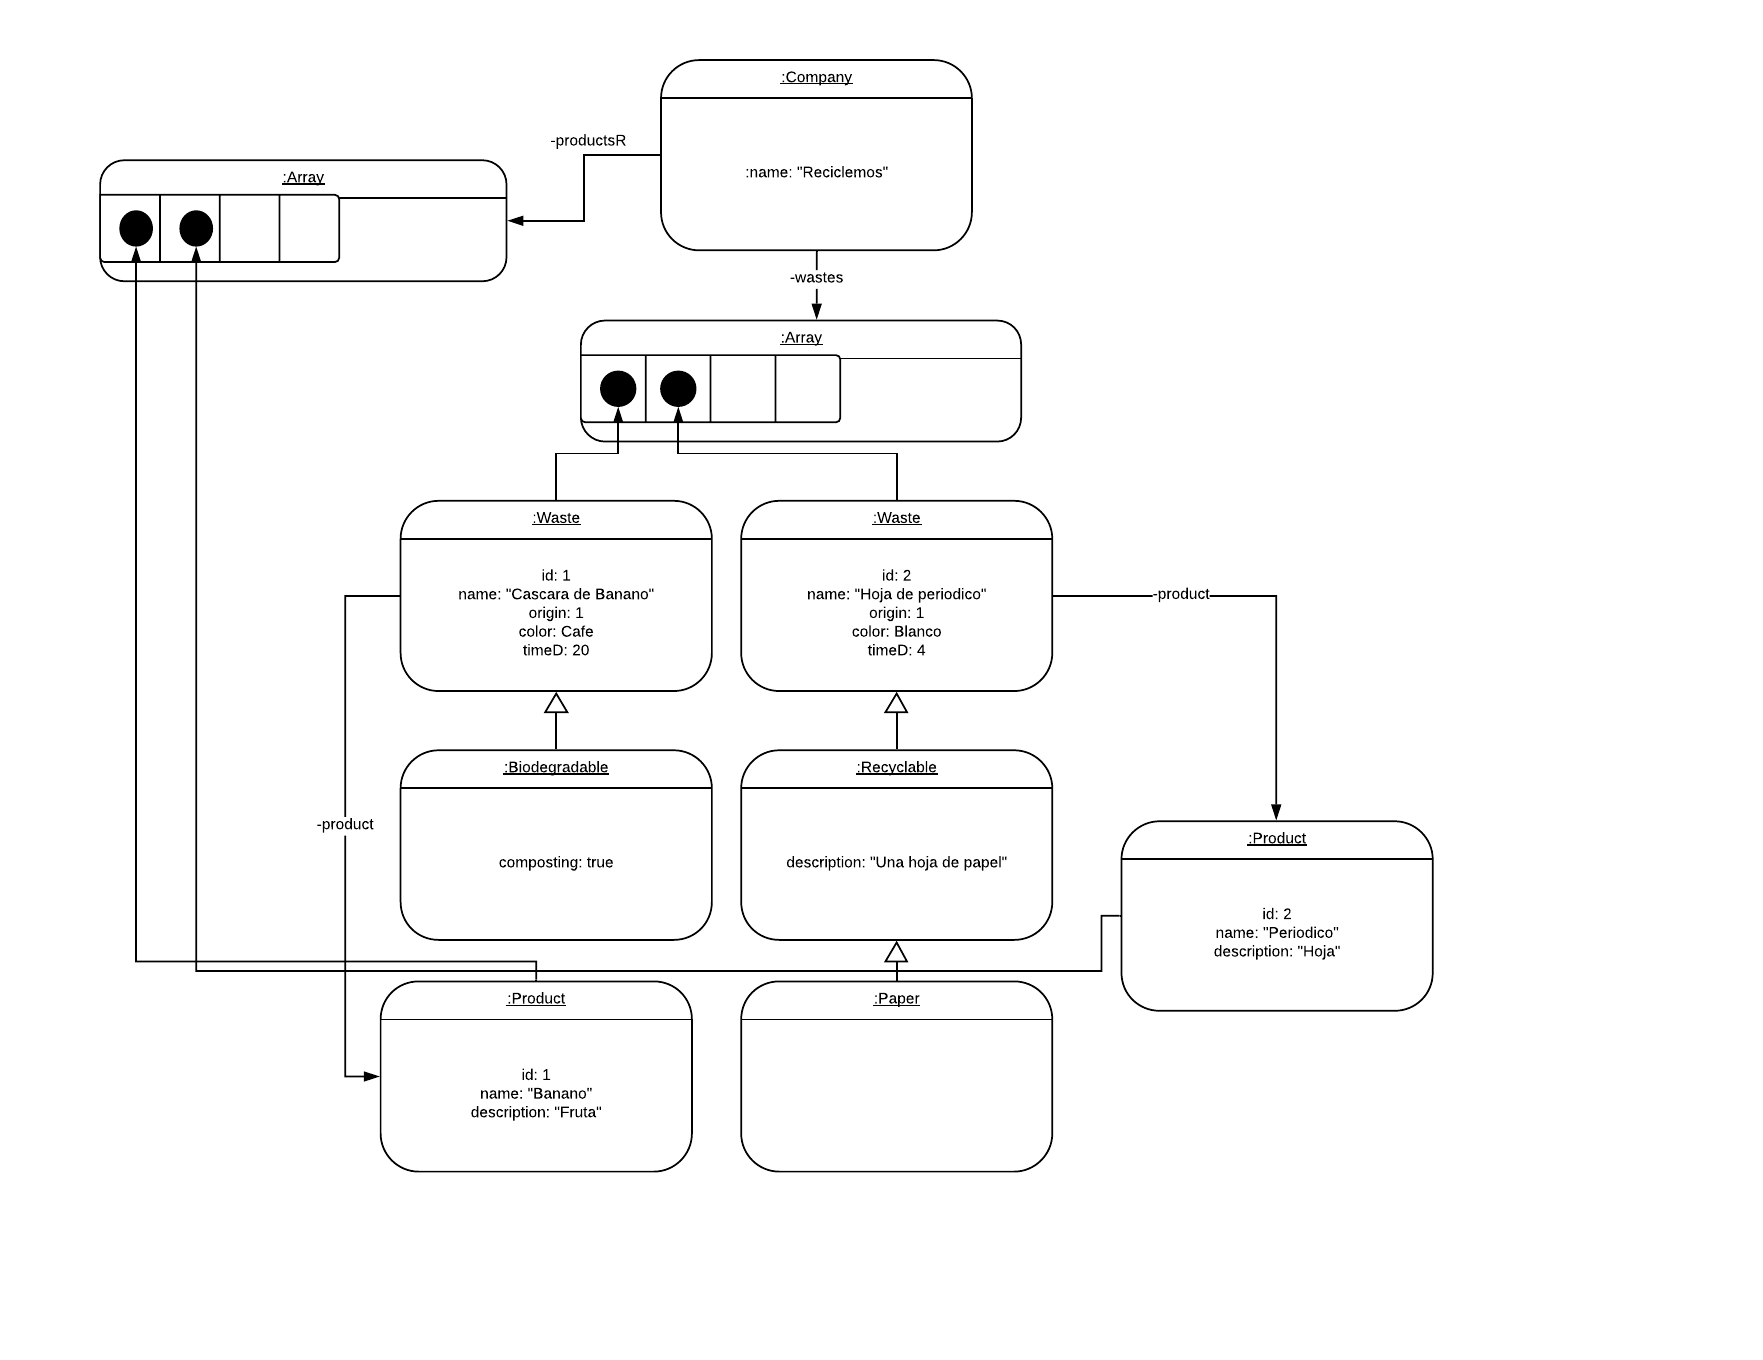 :Company
:name: "Reciclemos"
-productsR
:Array
-wastes
:Array
:Waste
id: 1
name: "Cascara de Banano"
origin: 1
color: Cafe
timeD: 20
:Waste
id: 2
name: "Hoja de periodico"
origin: 1
color: Blanco
timeD: 4
-product
:Biodegradable
composting: true
:Recyclable
description: "Una hoja de papel"
-product
:Product
id: 2
name: "Periodico"
description: "Hoja"
:Product
id: 1
name: "Banano"
description: "Fruta"
:Paper